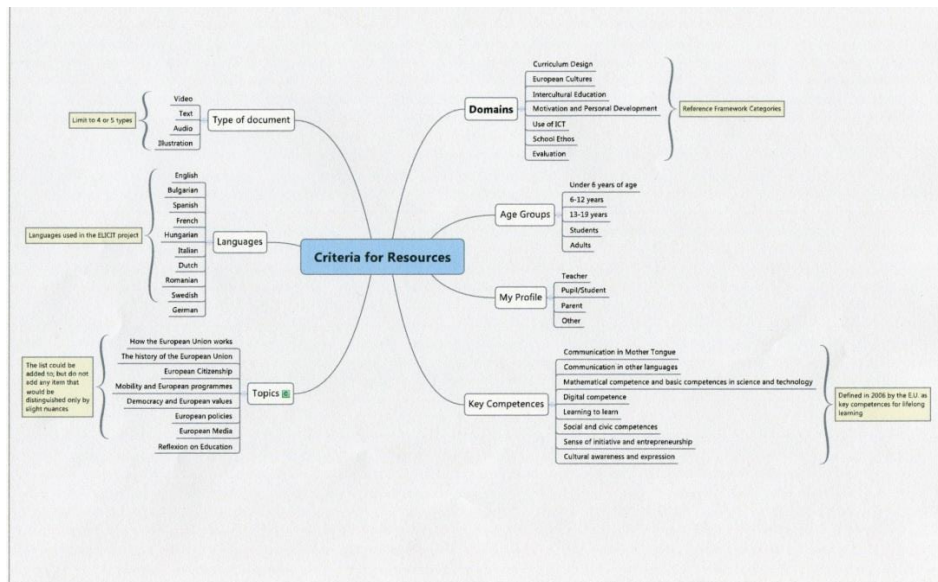 Criteria for Resources
Type of document
Video
Text
Audio
Illustration
Limit to 4 or 5 types
Languages
English
Bulgarian
Spanish
French
Hungarian
Italian
Dutch
Romanian
Swedish
German
Languages used in the ELICIT project
Topics
How the European Union works
The history of the European Union
European Citizenship
Mobility and European programmes
Democracy and European values
European policies
European Media
Reflexion on Education
The list could be
added to; but do not
add any item that
would be
distinguished only by
slight nuances
Domains
Curriculum Design
European Cultures
Intercultural Education
Motivation and Personal Development
Use of ICT
School Ethos
Evaluation
Reference Framework Categories
Age Groups
Under 6 years of age
6-12 years
13-19 years
Students
Adults
My Profile
Teacher
Pupil/Student
Parent
Other
Key Competences
Communication in Mother Tongue
Communication in other languages
Mathematical competence and basic competences in science and technology
Digital competence
Learning to learn
Social and civic competences
Sense of initiative and entrepreneurship
Cultural awareness and expression
Defined in 2006 by the E.U. as
key competences for lifelong
learning